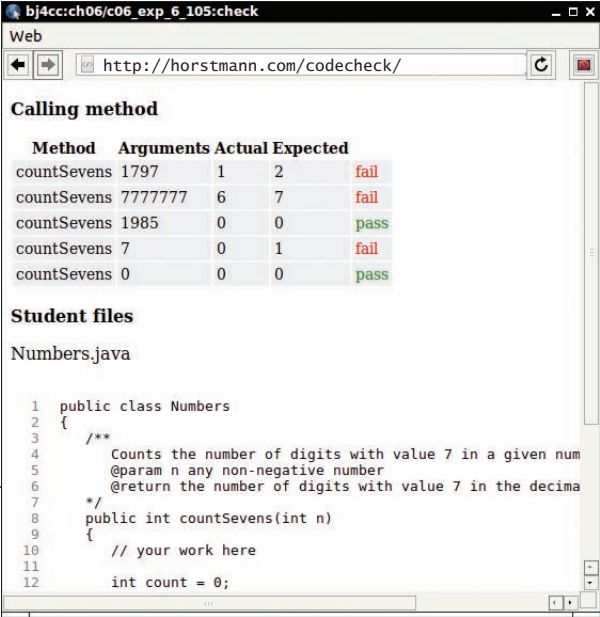 bj4cc:ch06/c06_exp_6_105:check
Web
http://horstmann.com/codecheck/
Calling method
Method Arguments Actual Expected
countSevens 1797 1 2 fail
countSevens 7777777 6 7 fail
countSevens 1985 0 0 pass
countSevens 7 0 1 fail
countSevens 0 0 0 pass
Student files
Numbers.java
1 public class Numbers
2 {
3 /**
4 Counts the number of digits with value 7 in a given num
5 @param n any non-negative number
6 @return the number of digits with value 7 in the decima
7 */
8 public int countSevens(int n)
9 {
10 // your work here
11
12 int count = 0;